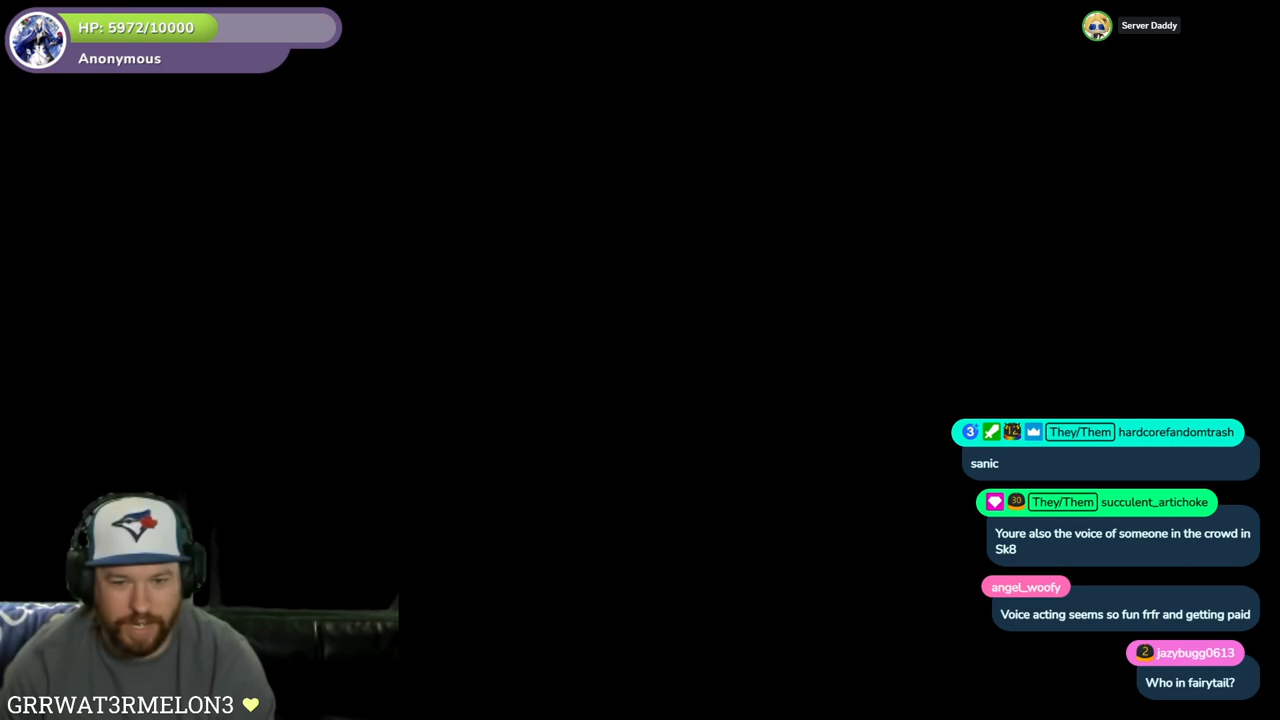 HP: 5972/10000
Anonymous
Server Daddy
3 12 They/Them hardcorefandomtrash
sanic
30 They/Them succulent_artichoke
Youre also the voice of someone in the crowd in
Sk8
angel_woofy
Voice acting seems so fun frfr and getting paid
2 jazybugg0613
Who in fairytail?
GRRWAT3RMELON3